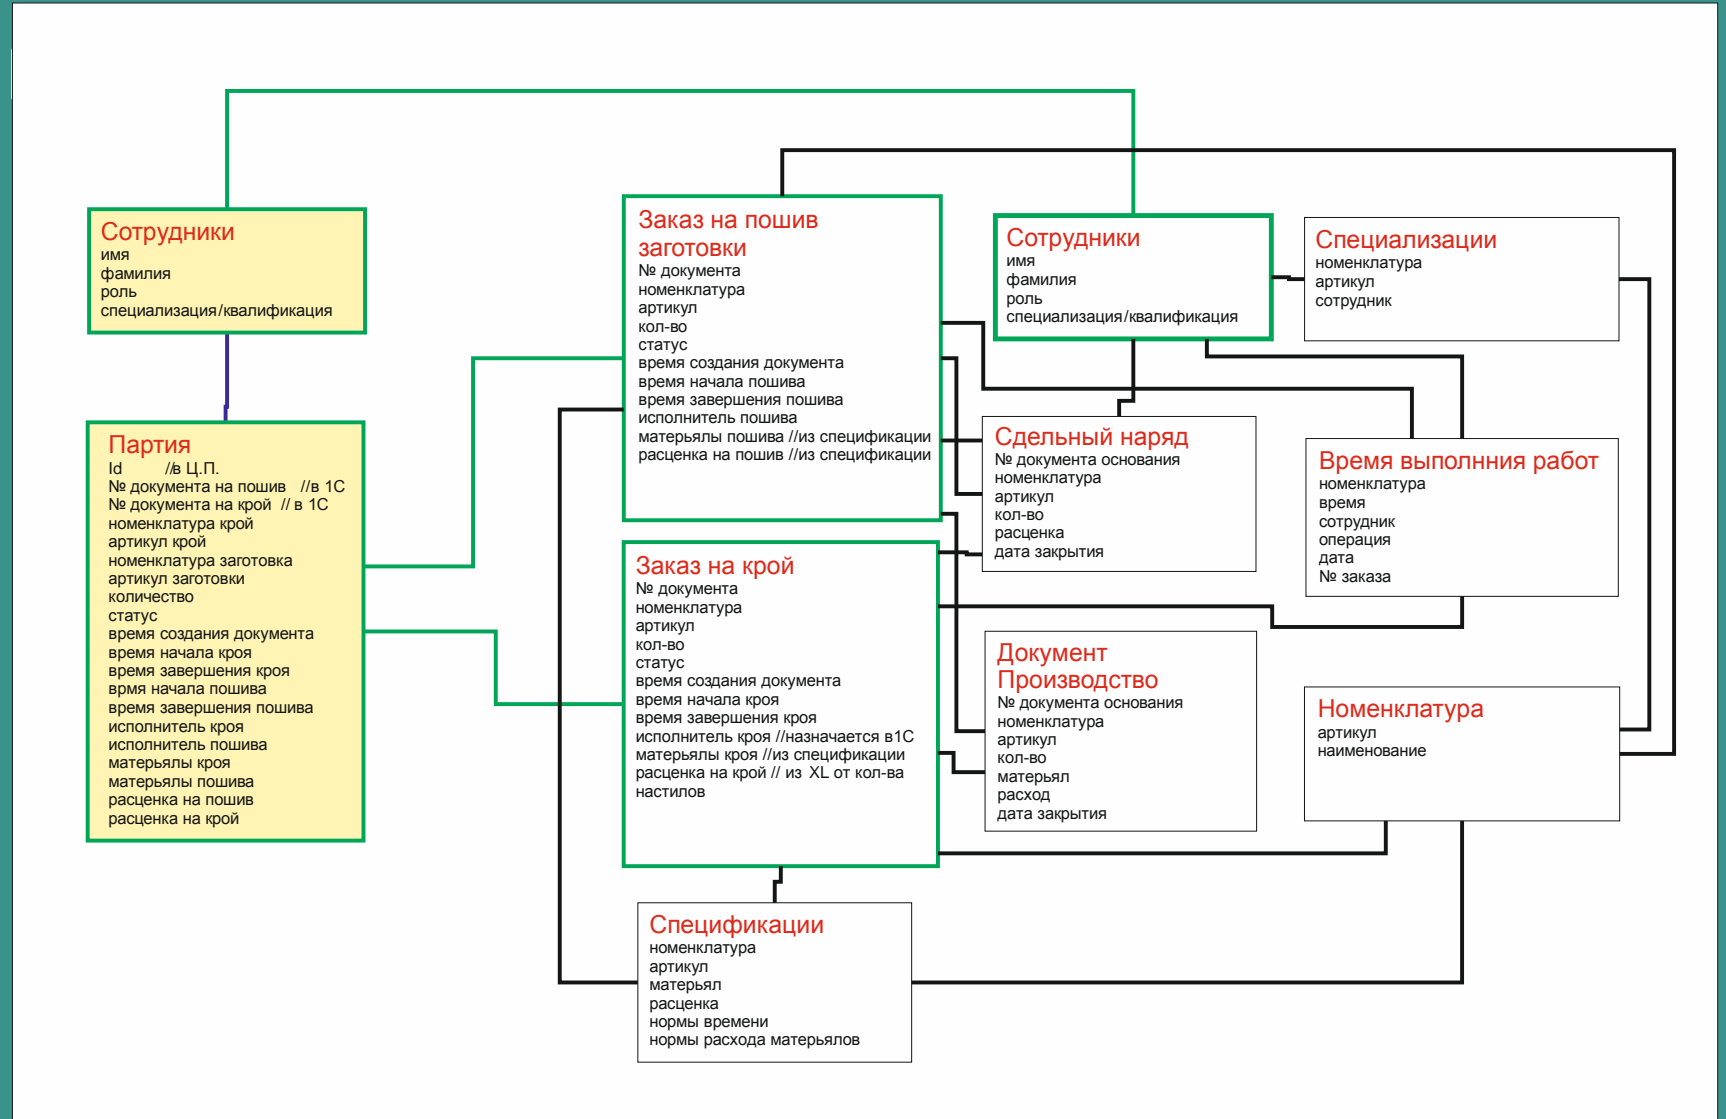 Сотрудники
имя
фамилия
роль
специализация/квалификация
Партия
Id //в Ц.П.
№ документа на пошив //в 1С
№ документа на крой // в 1С
номенклатура крой
артикул крой
номенклатура заготовка
артикул заготовки
количество
статус
время создания документа
время начала кроя
время завершения кроя
врмя начала пошива
время завершения пошива
исполнитель кроя
исполнитель пошива
матерьялы кроя
матерьялы пошива
расценка на пошив
расценка на крой
Заказ на пошив
заготовки
№ документа
номенклатура
артикул
кол-во
статус
время создания документа
время начала пошива
время завершения пошива
исполнитель пошива
матерьялы пошива //из спецификации
расценка на пошив //из спецификации
Заказ на крой
№ документа
номенклатура
артикул
кол-во
статус
время создания документа
время начала кроя
время завершения кроя
исполнитель кроя //назначается в1С
матерьялы кроя //из спецификации
расценка на крой // из XL от кол-ва
настилов
Спецификации
номенклатура
артикул
матерьял
расценка
нормы времени
нормы расхода матерьялов
Сотрудники
имя
фамилия
роль
специализация/квалификация
Сдельный наряд
№ документа основания
номенклатура
артикул
кол-во
расценка
дата закрытия
Документ
Производство
№ документа основания
номенклатура
артикул
кол-во
матерьял
расход
дата закрытия
Специализации
номенклатура
артикул
сотрудник
Время выполнния работ
номенклатура
время
сотрудник
операция
дата
№ заказа
Номенклатура
артикул
наименование